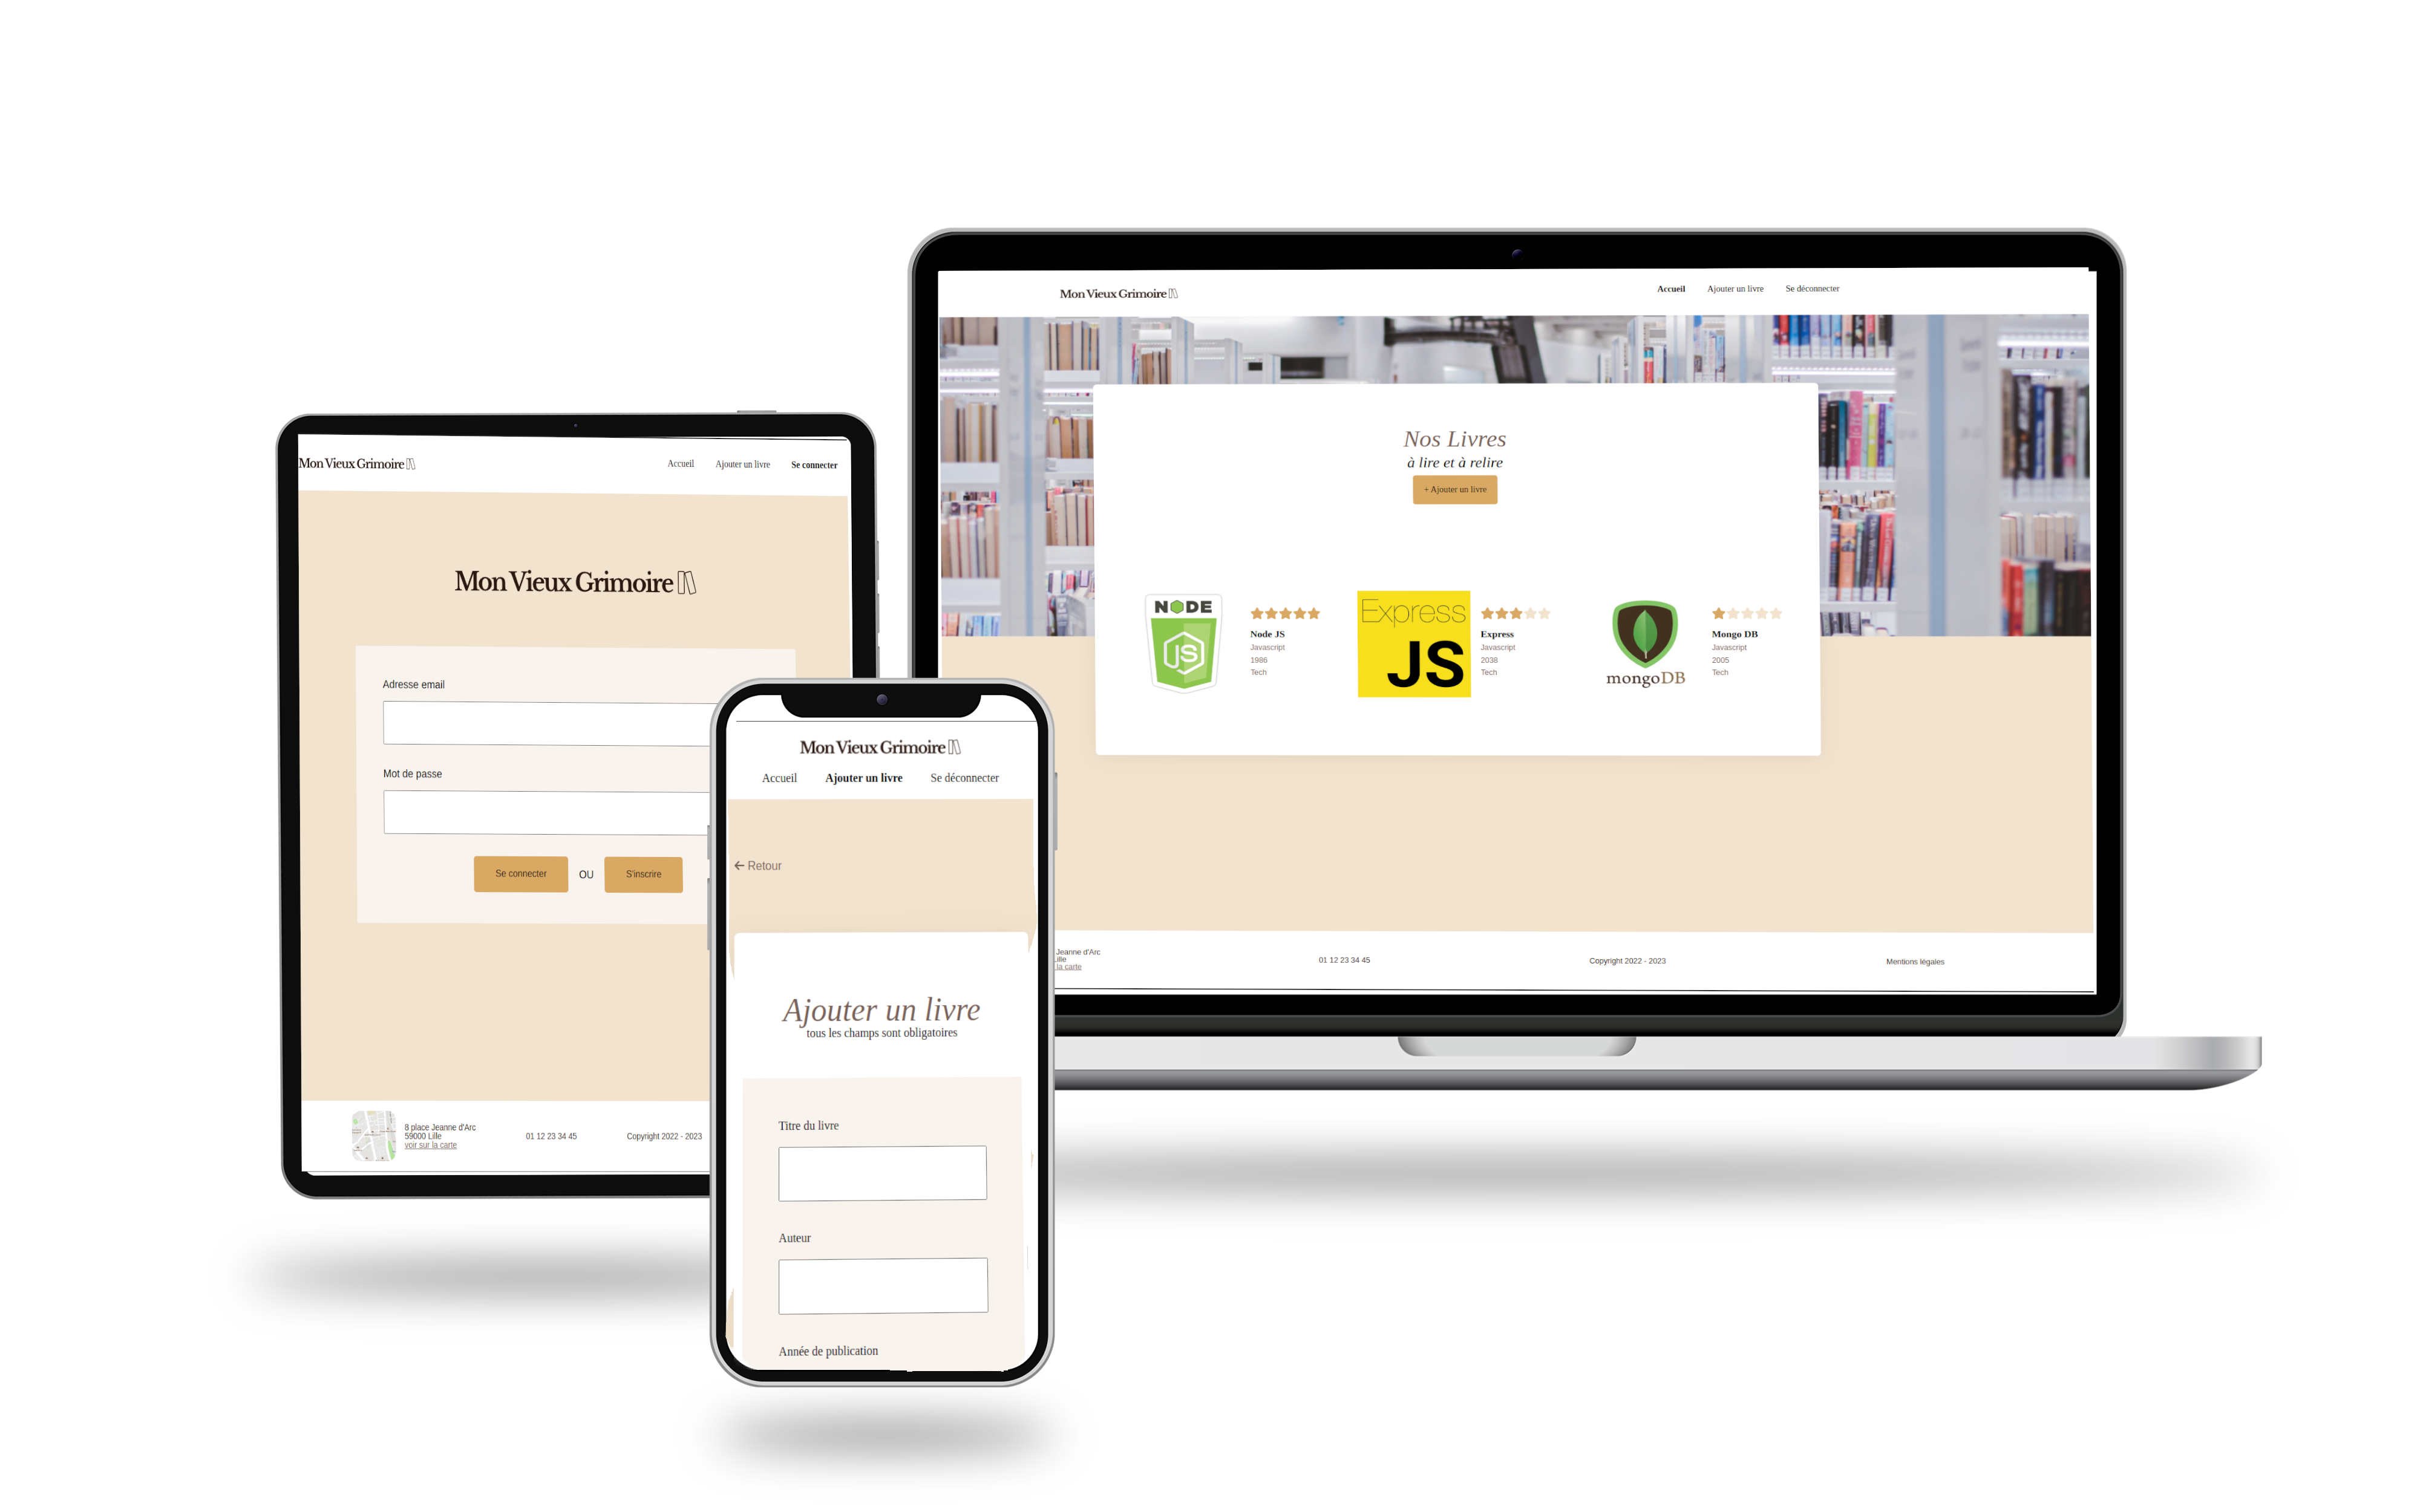 Mon Vieux Grimoire
Accueil Ajouter un livre Se connecter
Mon Vieux Grimoire
Adresse email
Mot de passe
Se connecter OU S'inscrire
8 place Jeanne d'Arc
59000 Lille
voir sur la carte
01 12 23 34 45
Copyright 2022 - 2023
Mon Vieux Grimoire
Accueil Ajouter un livre Se déconnecter
← Retour
Ajouter un livre
tous les champs sont obligatoires
Titre du livre
Auteur
Année de publication
Mon Vieux Grimoire
Accueil Ajouter un livre Se déconnecter
Nos Livres
à lire et à relire
+ Ajouter un livre
NODE
JS
Node JS
Javascript
1986
Tech
Express
JS
Express
Javascript
2038
Tech
mongoDB
Mongo DB
Javascript
2005
Tech
Jeanne d'Arc
la carte
01 12 23 34 45
Copyright 2022 - 2023
Mentions légales